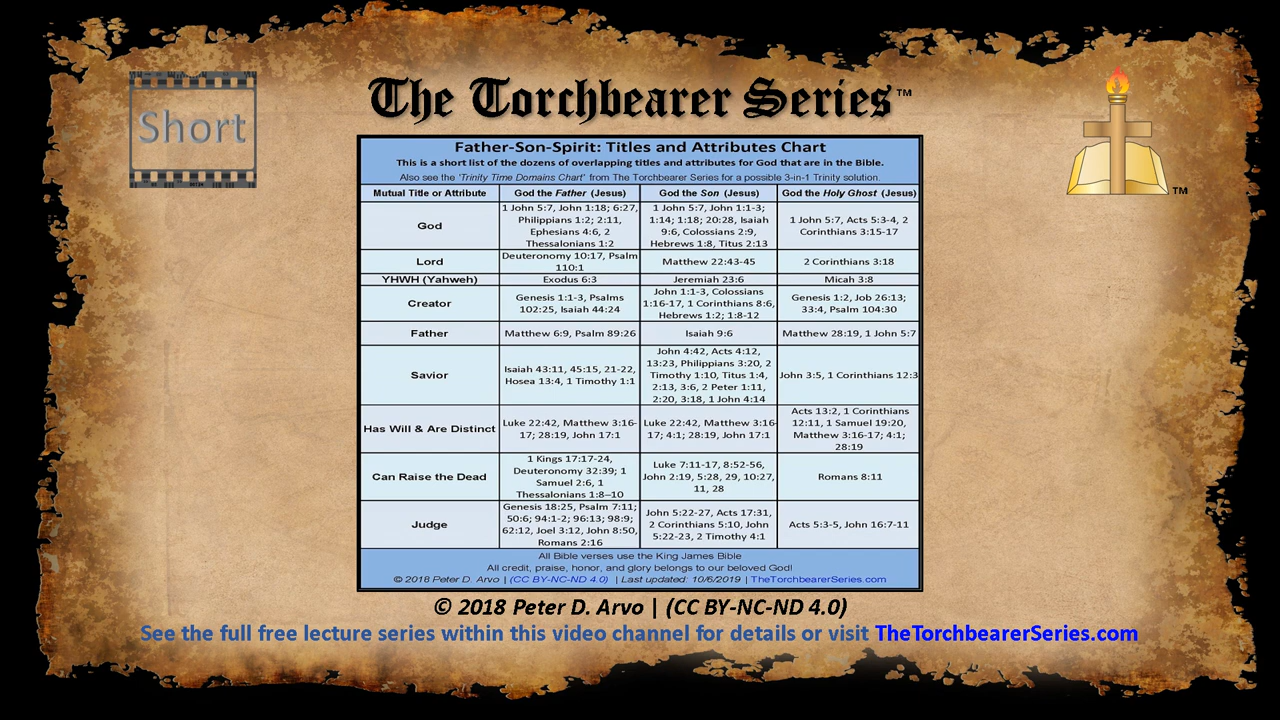 Short
The Torchbearer Series™
™
Father-Son-Spirit: Titles and Attributes Chart
This is a short list of the dozens of overlapping titles and attributes for God that are in the Bible.
Also see the 'Trinity Time Domains Chart' from The Torchbearer Series for a possible 3-in-1 Trinity solution.
Mutual Title or Attribute
God the Father (Jesus)
God the Son (Jesus)
God the Holy Ghost (Jesus)
God
1 John 5:7, John 1:18; 6:27,
Philippians 1:2; 2:11,
Ephesians 4:6, 2
Thessalonians 1:2
1 John 5:7, John 1:1-3;
1:14; 1:18; 20:28, Isaiah
9:6, Colossians 2:9,
Hebrews 1:8, Titus 2:13
1 John 5:7, Acts 5:3-4, 2
Corinthians 3:15-17
Lord
Deuteronomy 10:17, Psalm
110:1
Matthew 22:43-45
2 Corinthians 3:18
YHWH (Yahweh)
Exodus 6:3
Jeremiah 23:6
Micah 3:8
Creator
Genesis 1:1-3, Psalms
102:25, Isaiah 44:24
John 1:1-3, Colossians
1:16-17, 1 Corinthians 8:6,
Hebrews 1:2; 1:8-12
Genesis 1:2, Job 26:13;
33:4, Psalm 104:30
Father
Matthew 6:9, Psalm 89:26
Isaiah 9:6
Matthew 28:19, 1 John 5:7
Savior
Isaiah 43:11, 45:15, 21-22,
Hosea 13:4, 1 Timothy 1:1
John 4:42, Acts 4:12,
13:23, Philippians 3:20, 2
Timothy 1:10, Titus 1:4,
2:13, 3:6, 2 Peter 1:11,
2:20, 3:18, 1 John 4:14
John 3:5, 1 Corinthians 12:3
Has Will & Are Distinct
Luke 22:42, Matthew 3:16-
17; 28:19, John 17:1
Luke 22:42, Matthew 3:16-
17; 4:1; 28:19, John 17:1
Acts 13:2, 1 Corinthians
12:11, 1 Samuel 19:20,
Matthew 3:16-17; 4:1;
28:19
Can Raise the Dead
1 Kings 17:17-24,
Deuteronomy 32:39; 1
Samuel 2:6, 1
Thessalonians 1:8–10
Luke 7:11-17, 8:52-56,
John 2:19, 5:28, 29, 10:27,
11, 28
Romans 8:11
Judge
Genesis 18:25, Psalm 7:11;
50:6; 94:1-2; 96:13; 98:9;
62:12, Joel 3:12, John 8:50,
Romans 2:16
John 5:22-27, Acts 17:31,
2 Corinthians 5:10, John
5:22-23, 2 Timothy 4:1
Acts 5:3-5, John 16:7-11
All Bible verses use the King James Bible
All credit, praise, honor, and glory belongs to our beloved God!
© 2018 Peter D. Arvo | (CC BY-NC-ND 4.0) | Last updated: 10/6/2019 | TheTorchbearerSeries.com
© 2018 Peter D. Arvo | (CC BY-NC-ND 4.0)
See the full free lecture series within this video channel for details or visit TheTorchbearerSeries.com